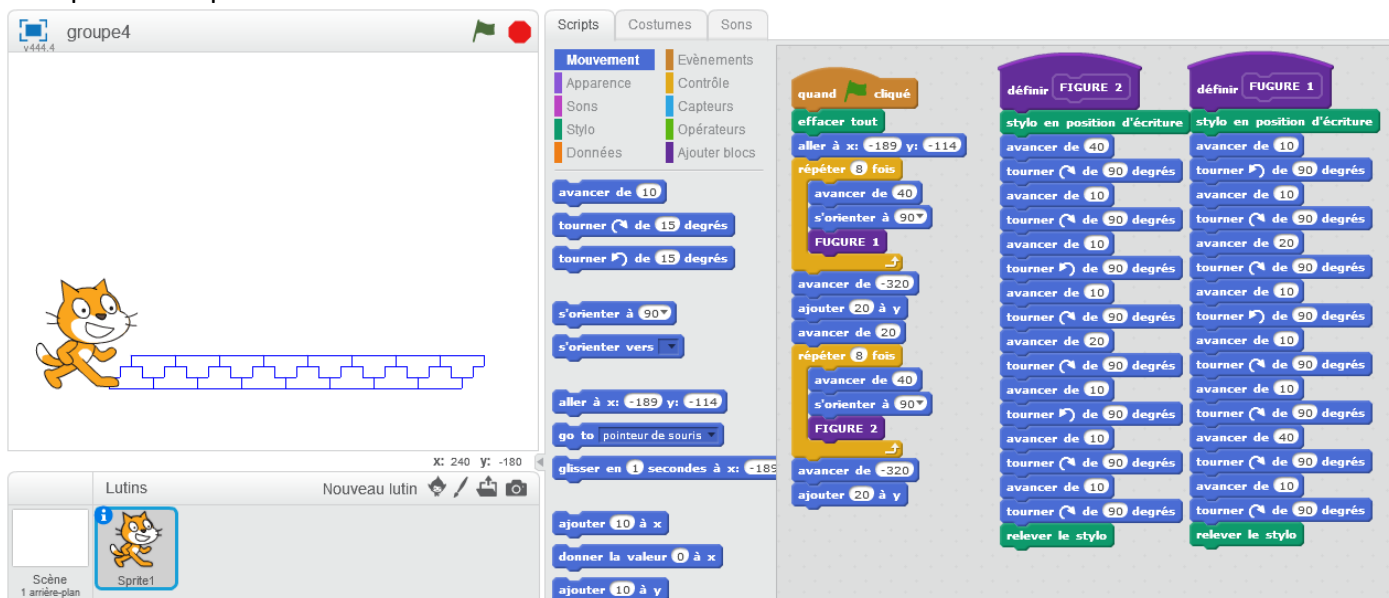 groupe4
v444.4
x: 240 y: -180
Lutins
Nouveau lutin
Scène
1 arrière-plan
Sprite1
Scripts
Costumes
Sons
Mouvement
Evènements
Apparence
Contrôle
Sons
Capteurs
Stylo
Opérateurs
Données
Ajouter blocs
avancer de 10
tourner de 15 degrés
tourner de 15 degrés
s'orienter à 90
s'orienter vers
aller à x: -189 y: -114
go to pointeur de souris
glisser en 1 secondes à x: -189
ajouter 10 à x
donner la valeur 0 à x
ajouter 10 à y
quand cliqué
effacer tout
aller à x: -189 y: -114
répéter 8 fois
avancer de 40
s'orienter à 90
FUGURE 1
avancer de -320
ajouter 20 à y
avancer de 20
répéter 8 fois
avancer de 40
s'orienter à 90
FIGURE 2
avancer de -320
ajouter 20 à y
définir FIGURE 2
stylo en position d'écriture
avancer de 40
tourner de 90 degrés
avancer de 10
tourner de 90 degrés
avancer de 10
tourner de 90 degrés
avancer de 10
tourner de 90 degrés
avancer de 20
tourner de 90 degrés
avancer de 10
tourner de 90 degrés
avancer de 10
tourner de 90 degrés
avancer de 10
tourner de 90 degrés
relever le stylo
définir FUGURE 1
stylo en position d'écriture
avancer de 10
tourner de 90 degrés
avancer de 10
tourner de 90 degrés
avancer de 20
tourner de 90 degrés
avancer de 10
tourner de 90 degrés
avancer de 10
tourner de 90 degrés
avancer de 10
tourner de 90 degrés
avancer de 40
tourner de 90 degrés
avancer de 10
tourner de 90 degrés
relever le stylo